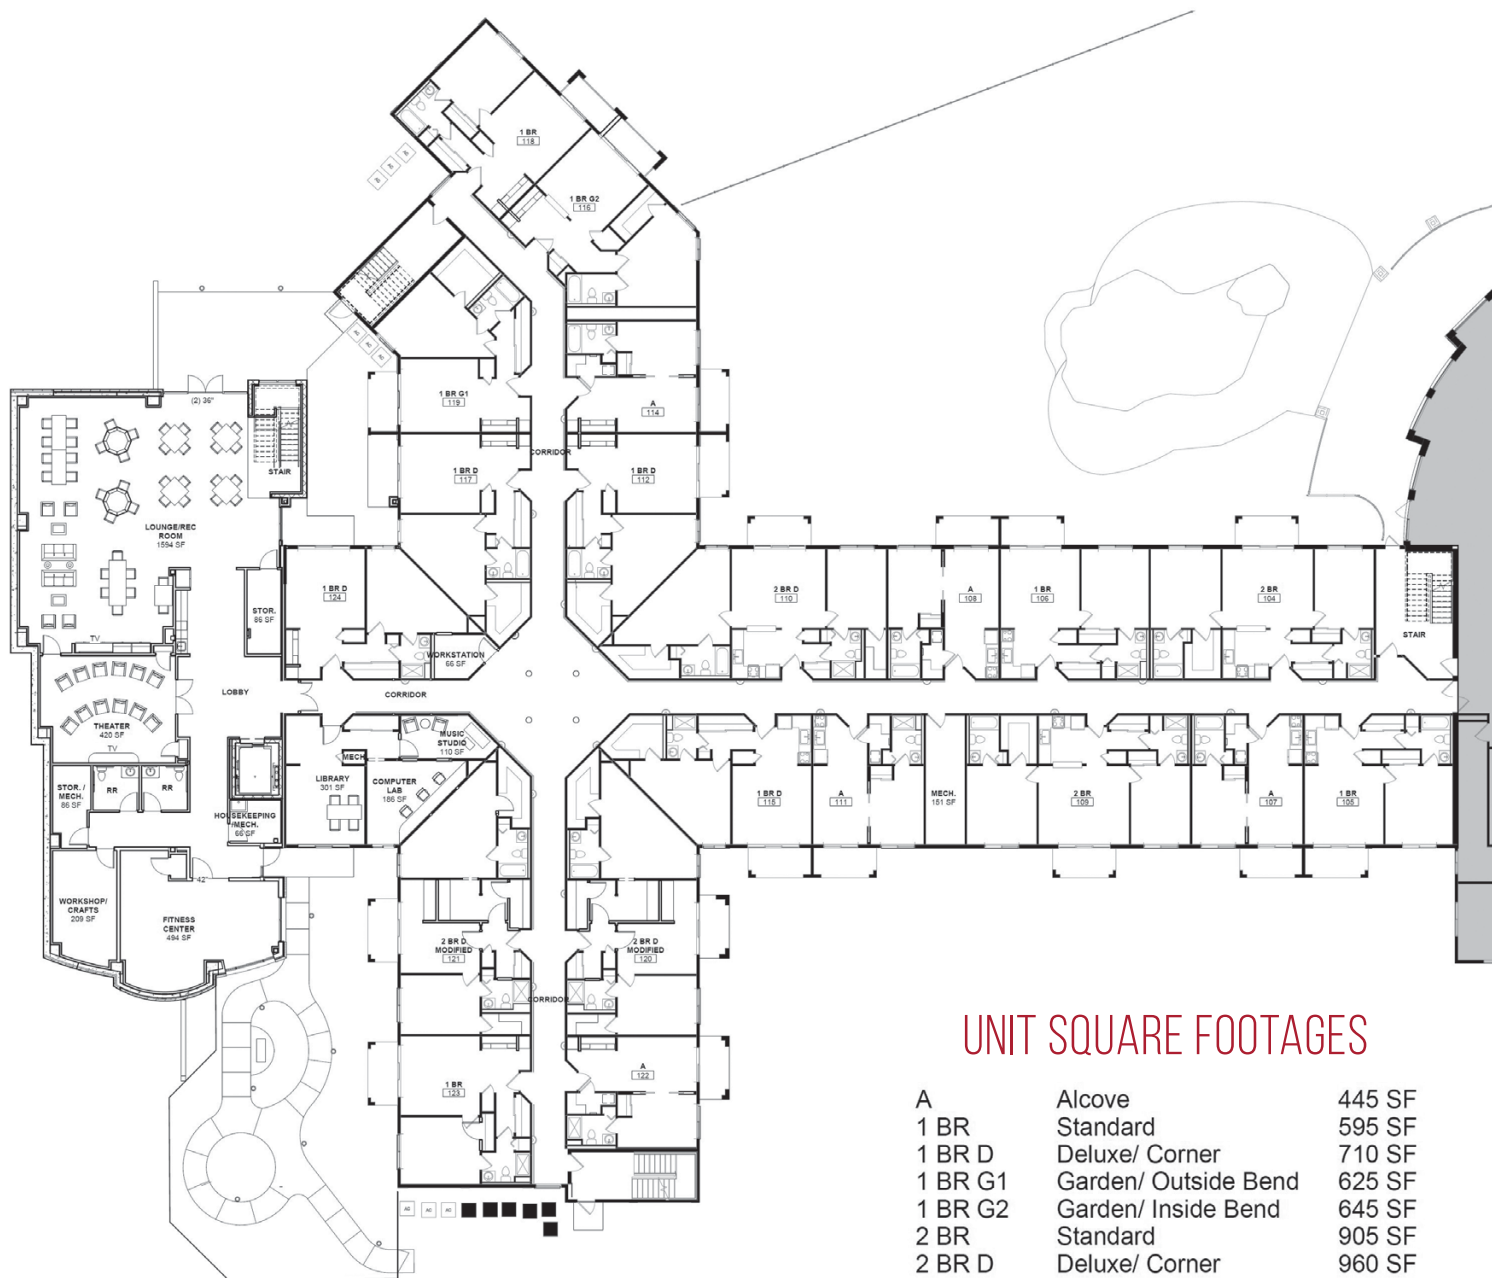 1 BR
118
1 BR G2
116
1 BR G1
119
A
114
CORRIDOR
1 BR D
117
1 BR D
112
(2) 36"
STAIR
LOUNGE/REC
ROOM
1594 SF
TV
STOR.
86 SF
1 BR D
124
WORKSTATION
66 SF
2 BR D
110
A
108
1 BR
106
2 BR
104
STAIR
LOBBY
CORRIDOR
THEATER
420 SF
TV
MUSIC
STUDIO
110 SF
MECH
LIBRARY
301 SF
COMPUTER
LAB
186 SF
STOR. /
MECH.
86 SF
RR
RR
HOUSEKEEPING
/MECH.
66 SF
1 BR D
115
A
111
MECH.
151 SF
2 BR
109
A
107
1 BR
105
42"
WORKSHOP/
CRAFTS
209 SF
FITNESS
CENTER
494 SF
2 BR D
MODIFIED
121
2 BR D
MODIFIED
120
CORRIDOR
1 BR
123
A
122
AC
AC
AC
UNIT SQUARE FOOTAGES
A Alcove 445 SF
1 BR Standard 595 SF
1 BR D Deluxe/ Corner 710 SF
1 BR G1 Garden/ Outside Bend 625 SF
1 BR G2 Garden/ Inside Bend 645 SF
2 BR Standard 905 SF
2 BR D Deluxe/ Corner 960 SF